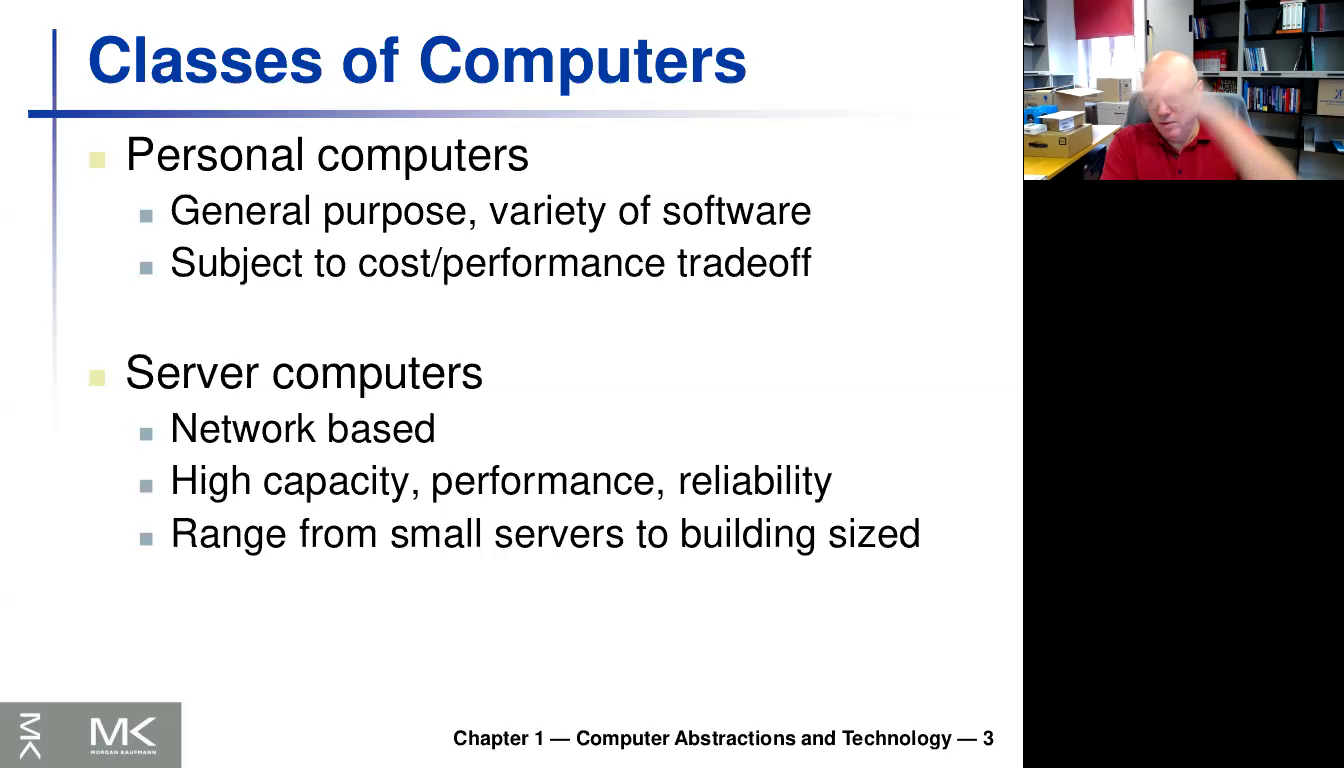 Classes of Computers
Personal computers
General purpose, variety of software
Subject to cost/performance tradeoff
Server computers
Network based
High capacity, performance, reliability
Range from small servers to building sized
MK
MK
MORGAN KAUFMANN
Chapter 1 — Computer Abstractions and Technology — 3